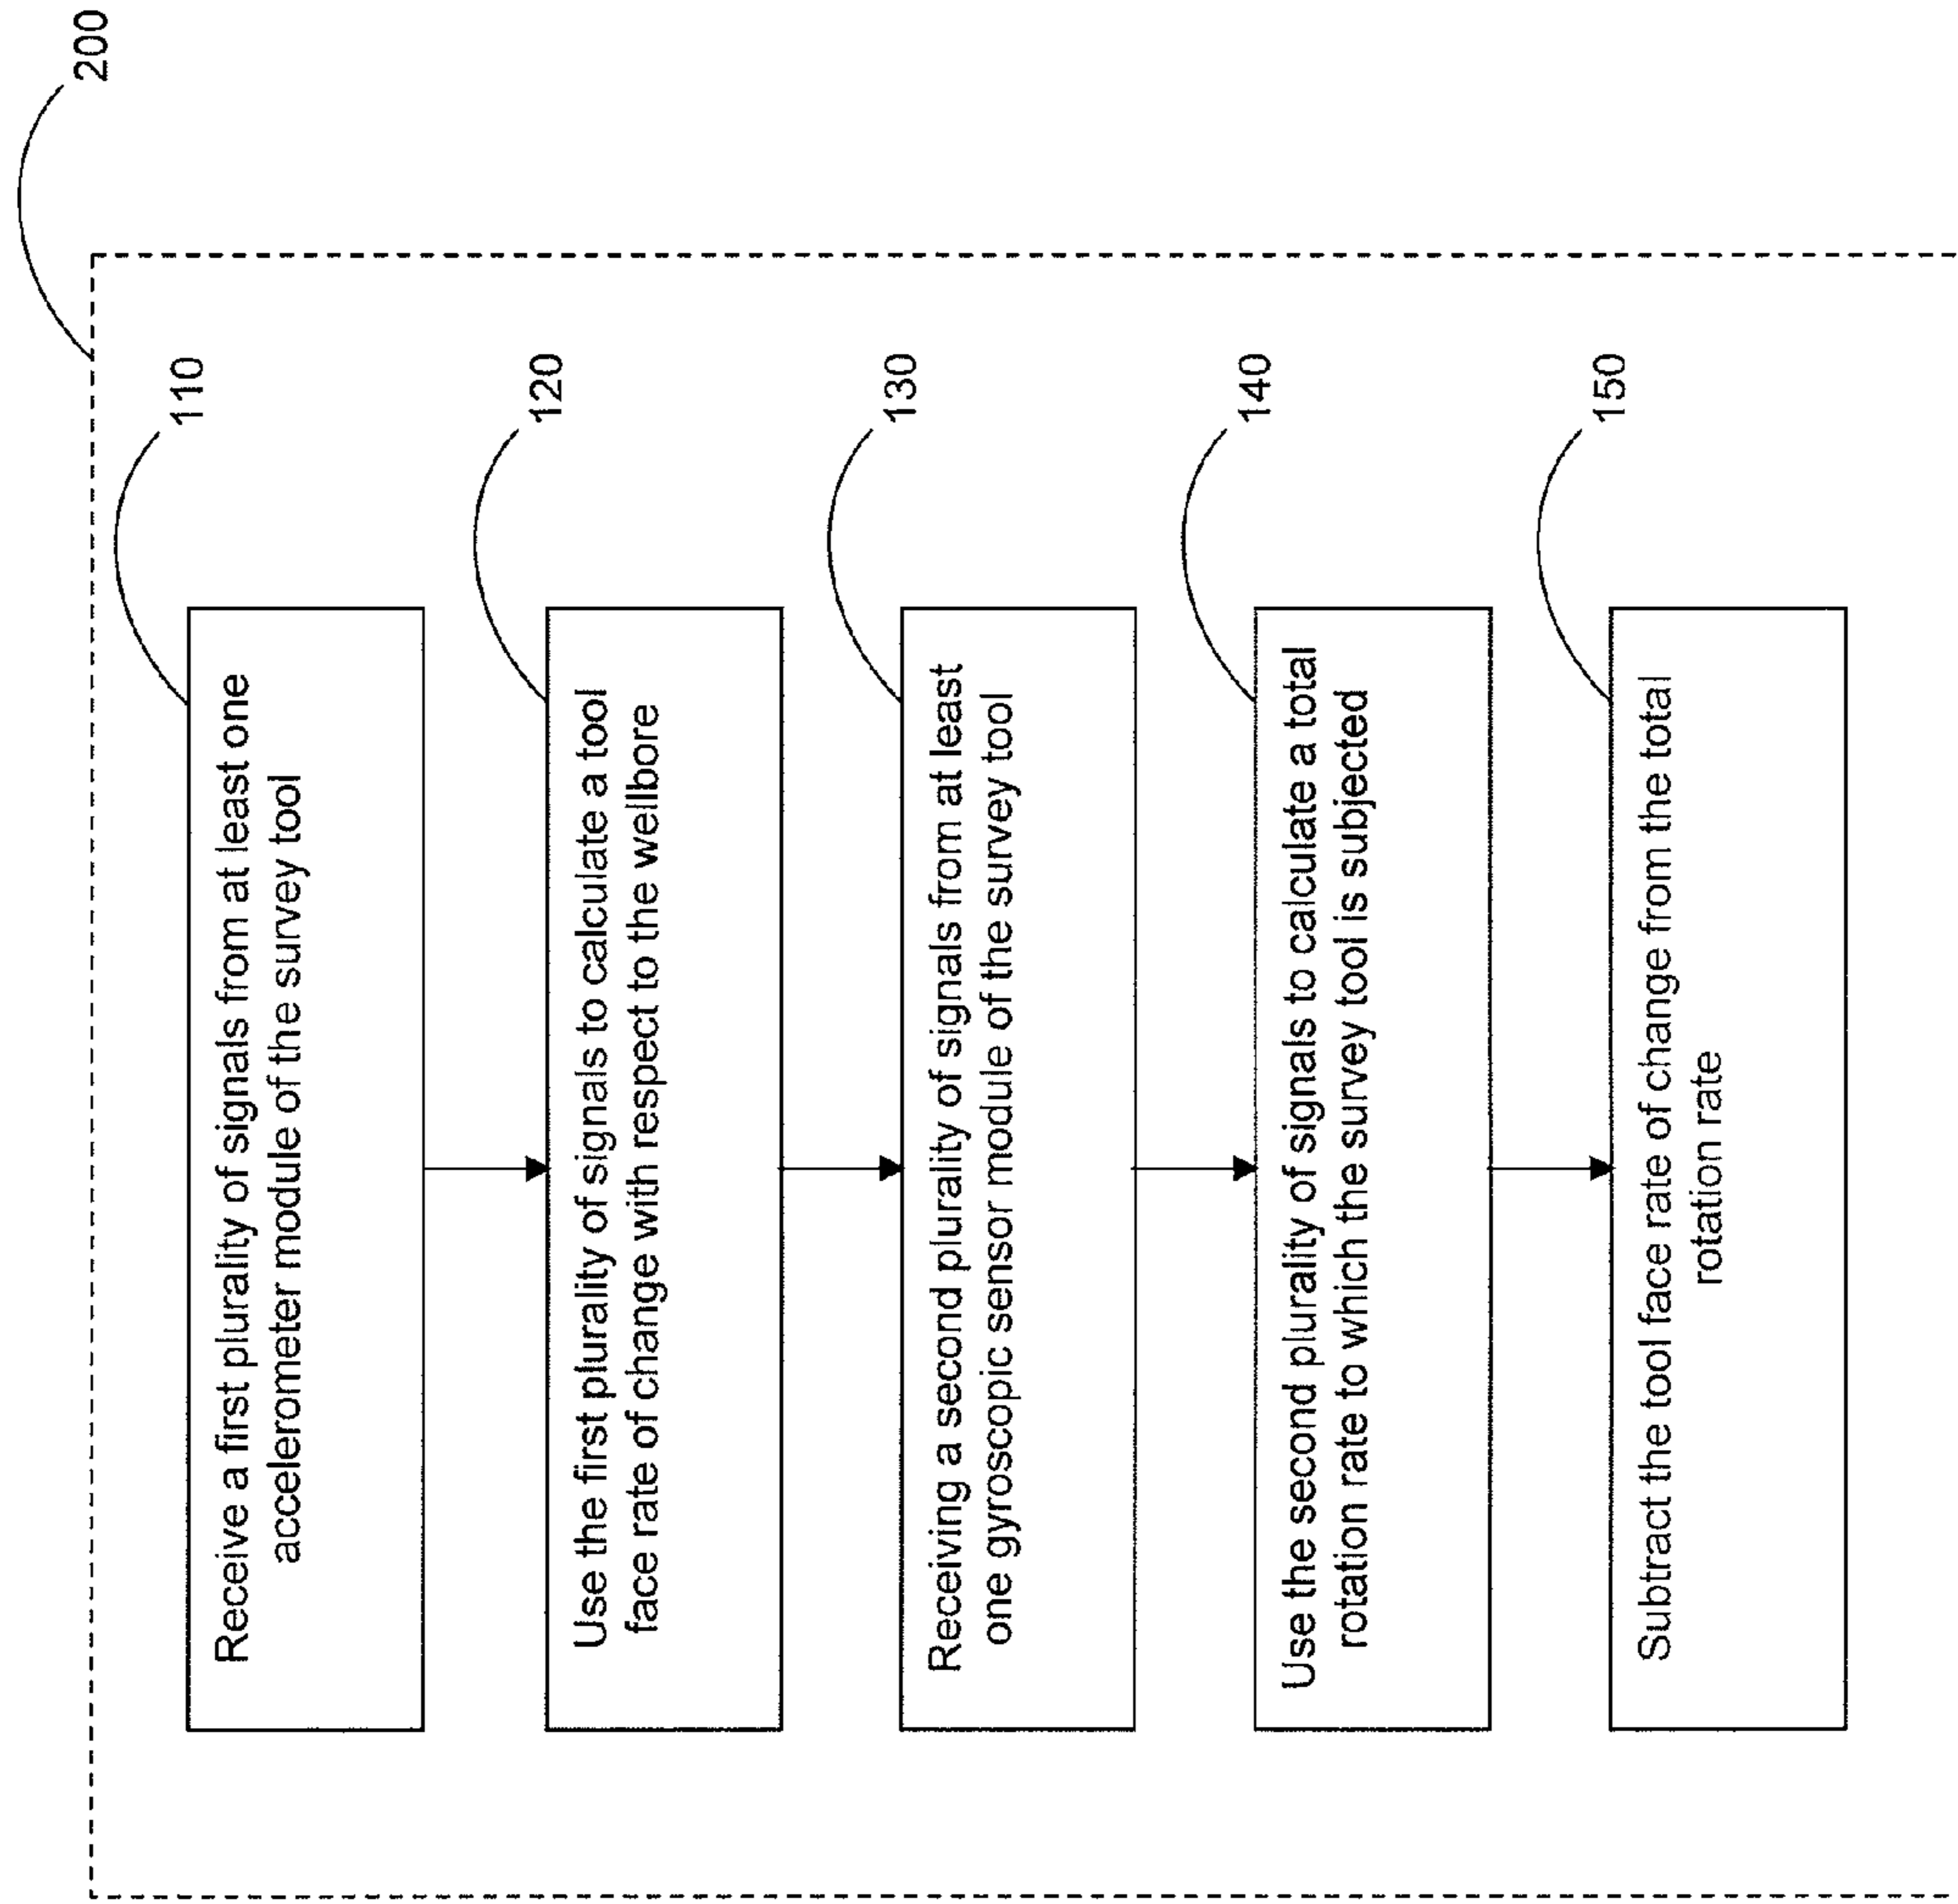 200
110
Receive a first plurality of signals from at least one
accelerometer module of the survey tool
120
Use the first plurality of signals to calculate a tool
face rate of change with respect to the wellbore
130
Receiving a second plurality of signals from at least
one gyroscopic sensor module of the survey tool
140
Use the second plurality of signals to calculate a total
rotation rate to which the survey tool is subjected
150
Subtract the tool face rate of change from the total
rotation rate